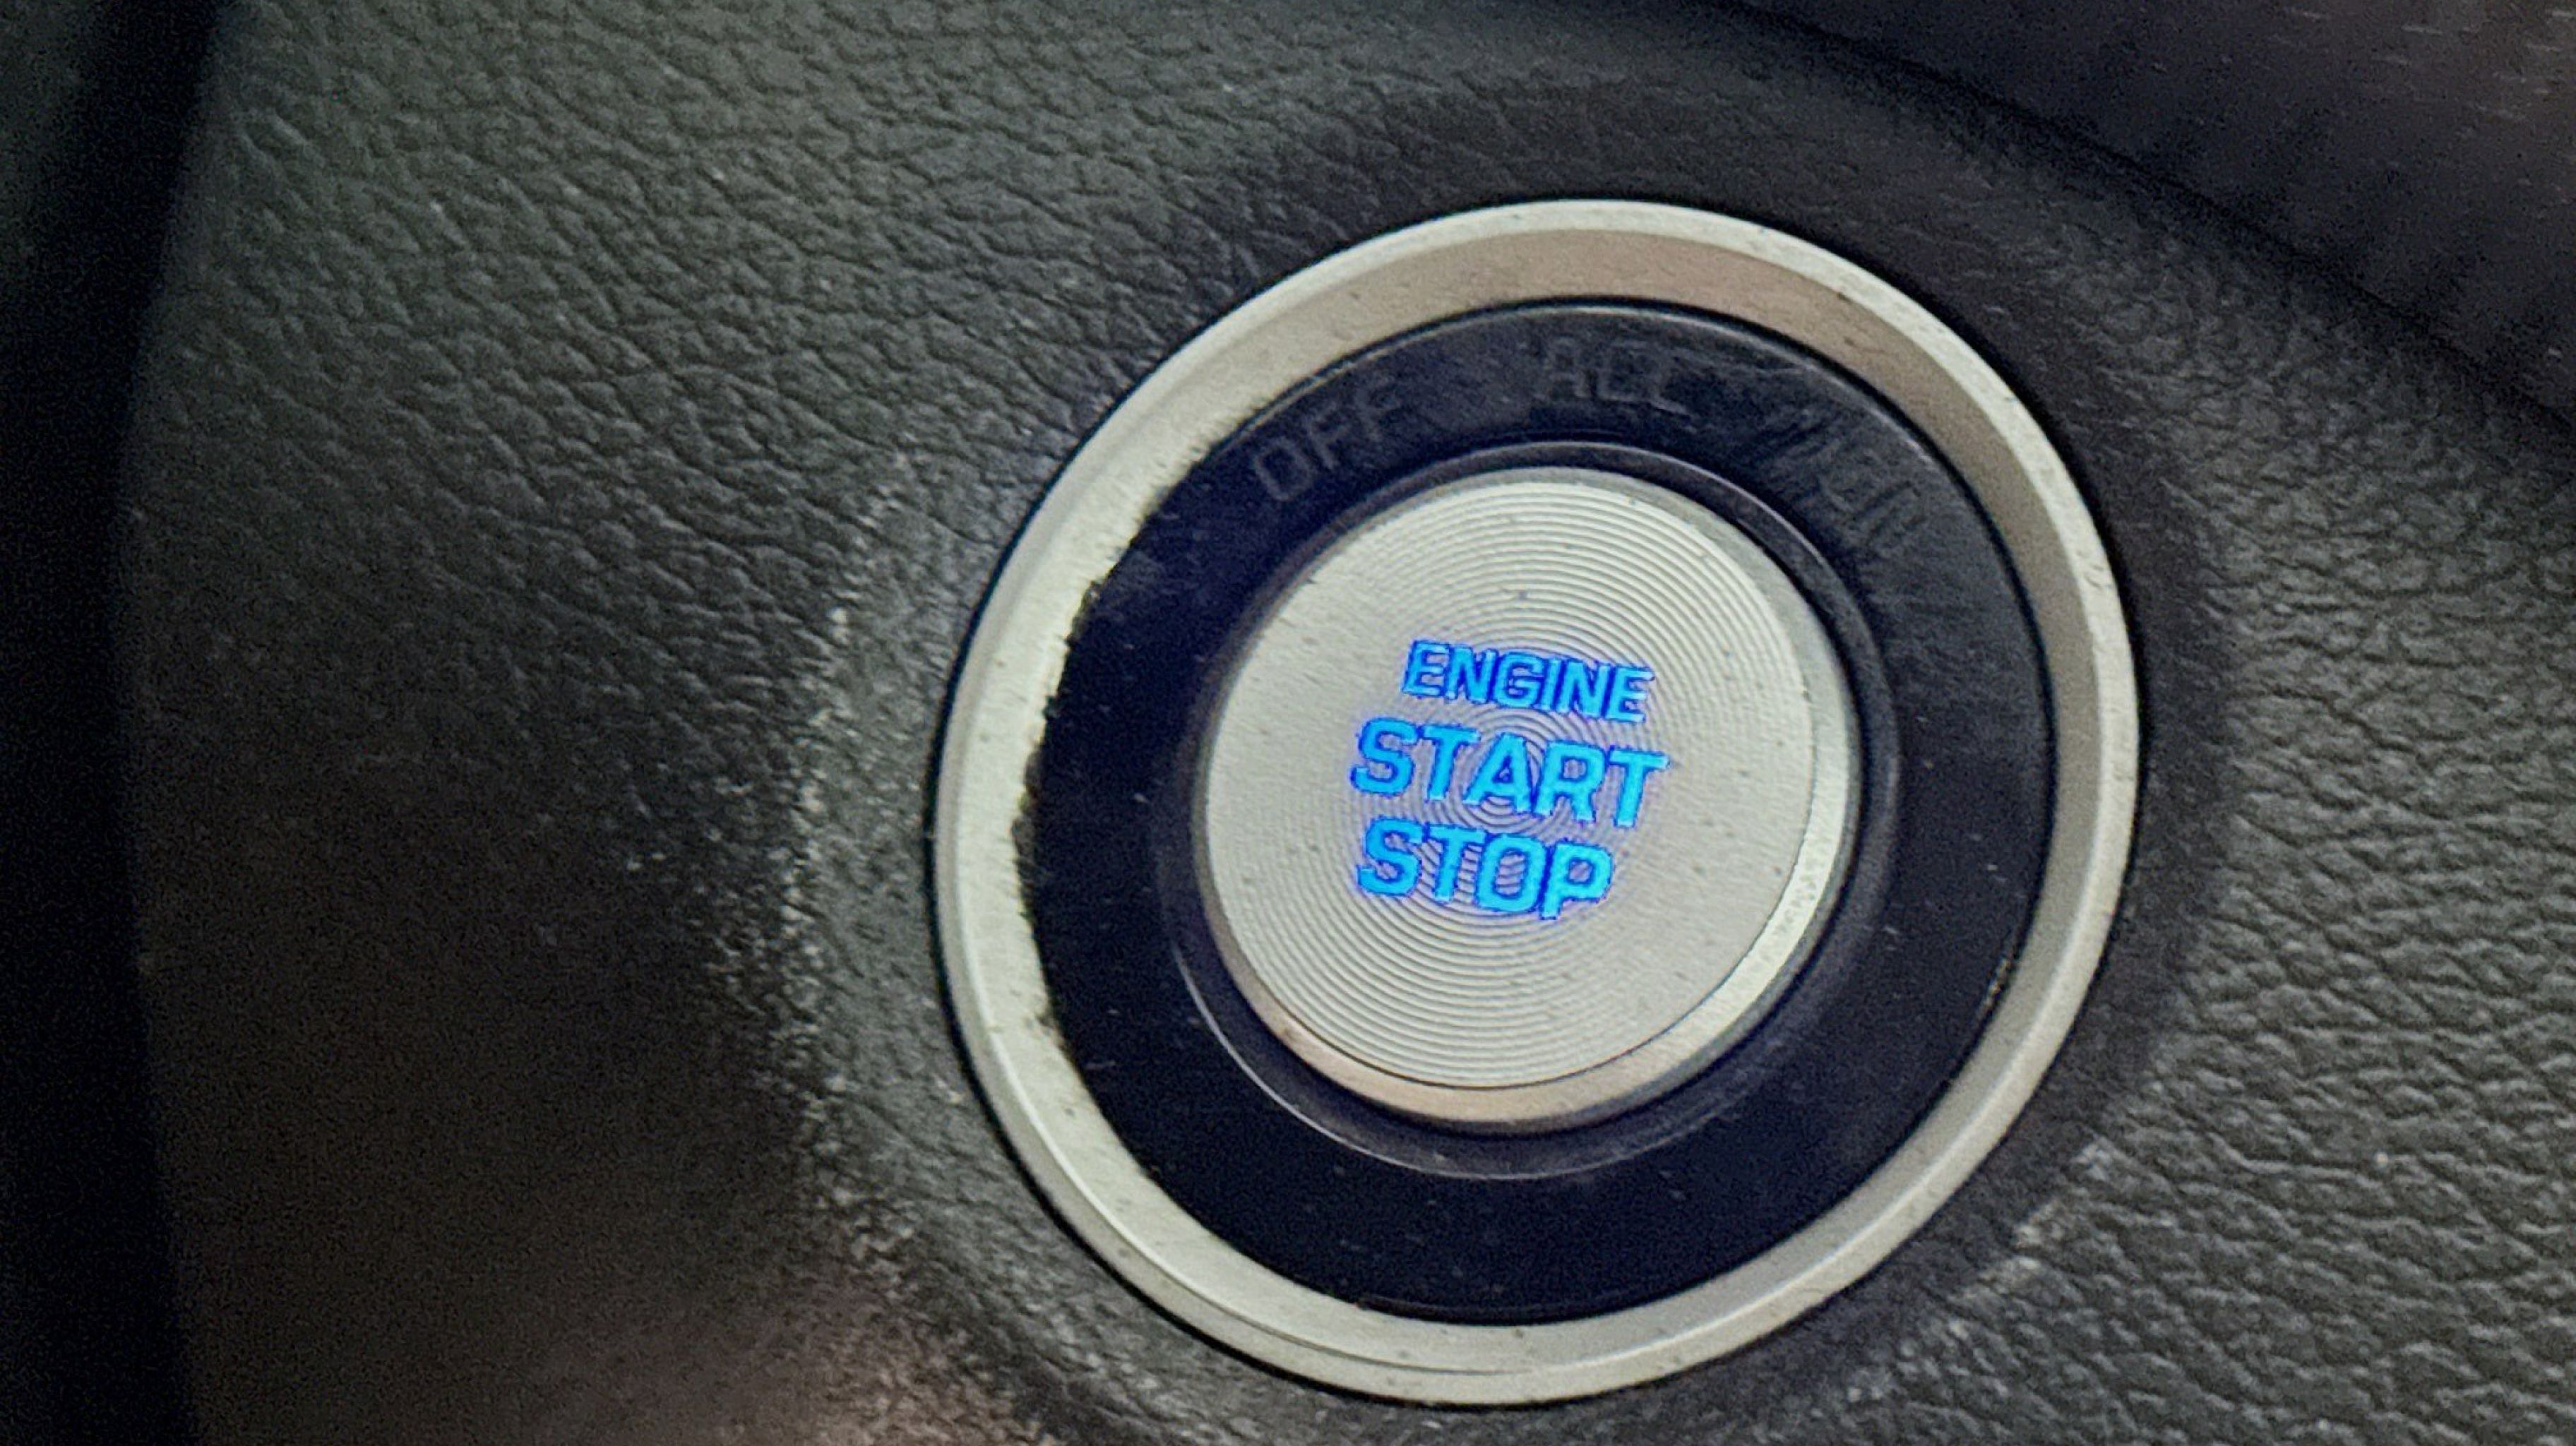 OFF ACC
ENGINE
START
STOP